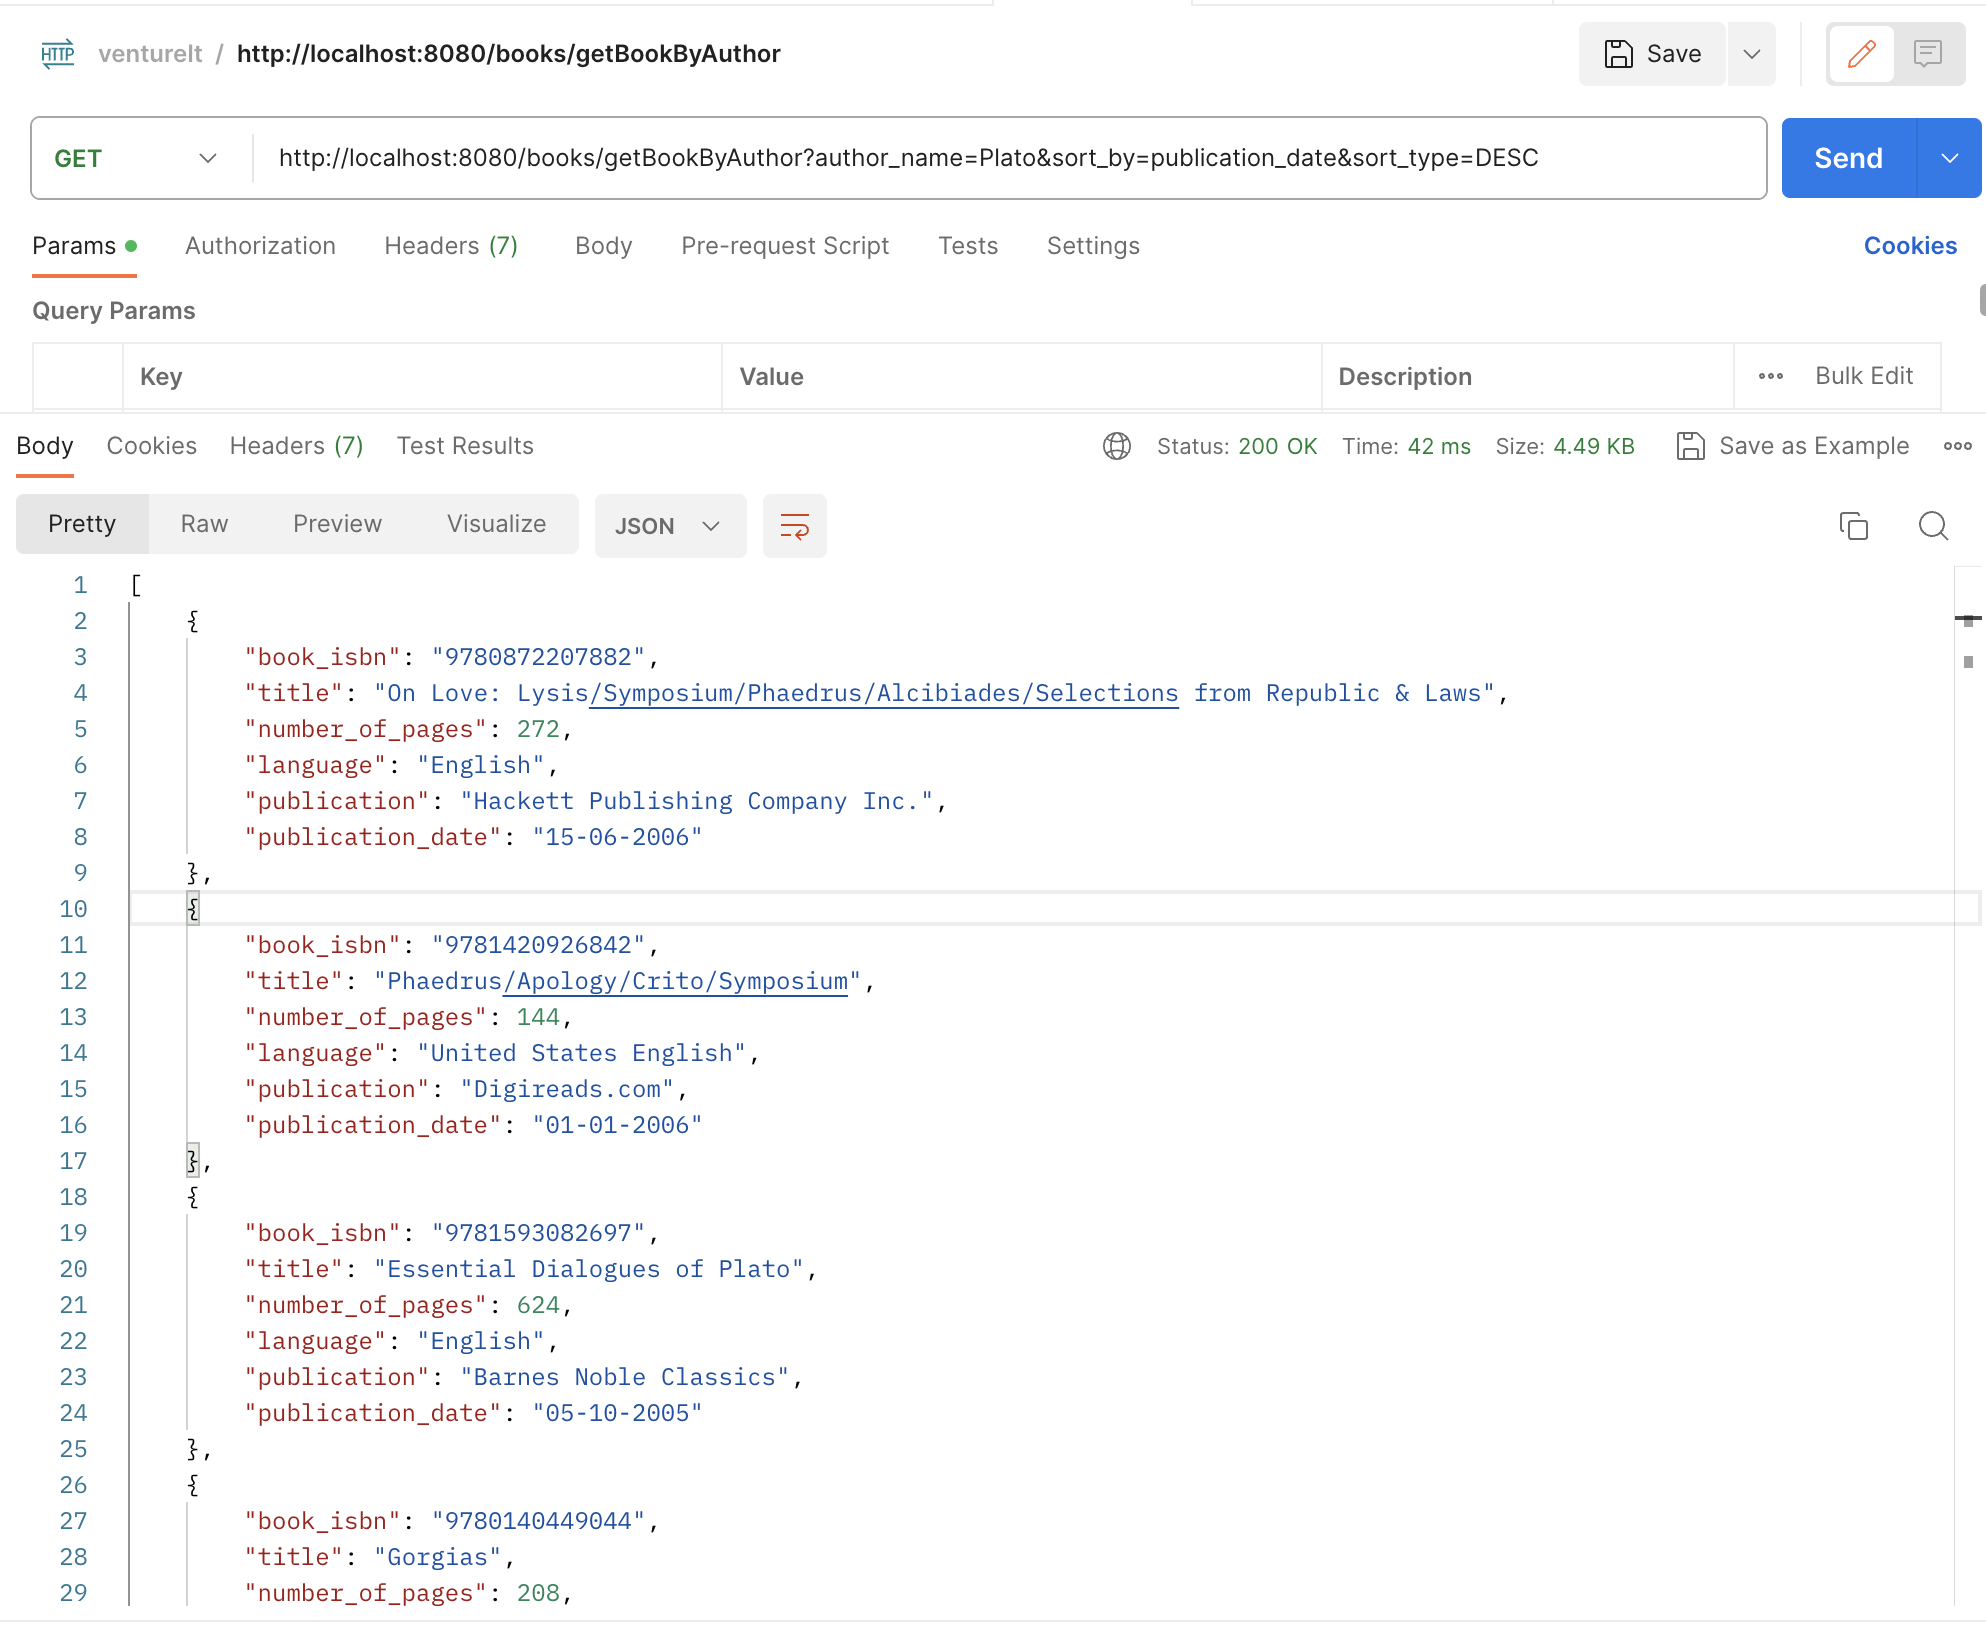 HTTP ventureIt / http://localhost:8080/books/getBookByAuthor Save
GET http://localhost:8080/books/getBookByAuthor?author_name=Plato&sort_by=publication_date&sort_type=DESC Send
Params Authorization Headers (7) Body Pre-request Script Tests Settings Cookies
Query Params
Key Value Description Bulk Edit
Body Cookies Headers (7) Test Results Status: 200 OK Time: 42 ms Size: 4.49 KB Save as Example
Pretty Raw Preview Visualize JSON
1 [
2 {
3 "book_isbn": "9780872207882",
4 "title": "On Love: Lysis/Symposium/Phaedrus/Alcibiades/Selections from Republic & Laws",
5 "number_of_pages": 272,
6 "language": "English",
7 "publication": "Hackett Publishing Company Inc.",
8 "publication_date": "15-06-2006"
9 },
10 {
11 "book_isbn": "9781420926842",
12 "title": "Phaedrus/Apology/Crito/Symposium",
13 "number_of_pages": 144,
14 "language": "United States English",
15 "publication": "Digireads.com",
16 "publication_date": "01-01-2006"
17 },
18 {
19 "book_isbn": "9781593082697",
20 "title": "Essential Dialogues of Plato",
21 "number_of_pages": 624,
22 "language": "English",
23 "publication": "Barnes Noble Classics",
24 "publication_date": "05-10-2005"
25 },
26 {
27 "book_isbn": "9780140449044",
28 "title": "Gorgias",
29 "number_of_pages": 208,